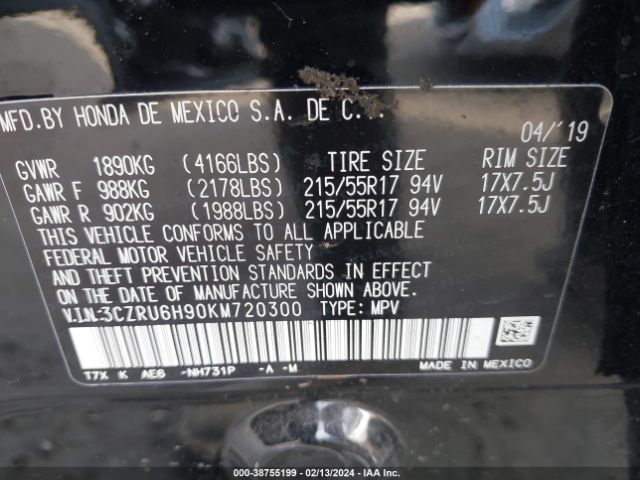 MFD.BY HONDA DE MEXICO S.A. DE C.
04/'19
GVWR 1890KG (4166LBS) TIRE SIZE RIM SIZE
GAWR F 988KG (2178LBS) 215/55R17 94V 17X7.5J
GAWR R 902KG (1988LBS) 215/55R17 94V 17X7.5J
THIS VEHICLE CONFORMS TO ALL APPLICABLE
FEDERAL MOTOR VEHICLE SAFETY
AND THEFT PREVENTION STANDARDS IN EFFECT
ON THE DATE OF MANUFACTURE SHOWN ABOVE.
V.I.N:3CZRU6H90KM720300 TYPE: MPV
T7X K AE6 -NH731P -A -M MADE IN MEXICO
00-38755199 - 02/13/2024 - IAA Inc.